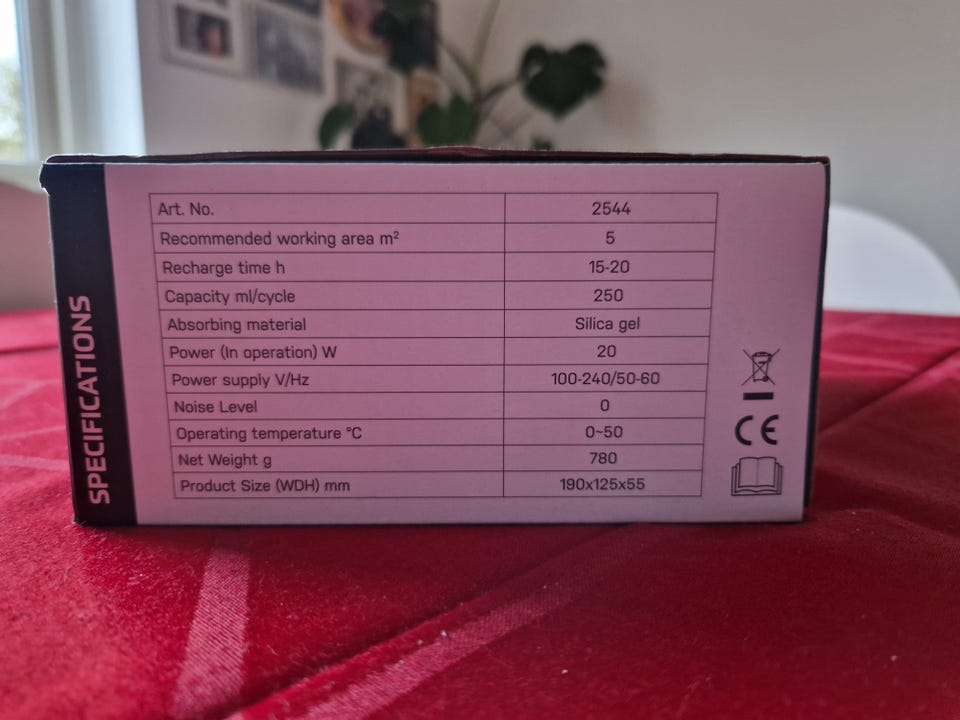 SPECIFICATIONS
Art. No. 2544
Recommended working area m² 5
Recharge time h 15-20
Capacity ml/cycle 250
Absorbing material Silica gel
Power (In operation) W 20
Power supply V/Hz 100-240/50-60
Noise Level 0
Operating temperature °C 0~50
Net Weight g 780
Product Size (WDH) mm 190x125x55
CE